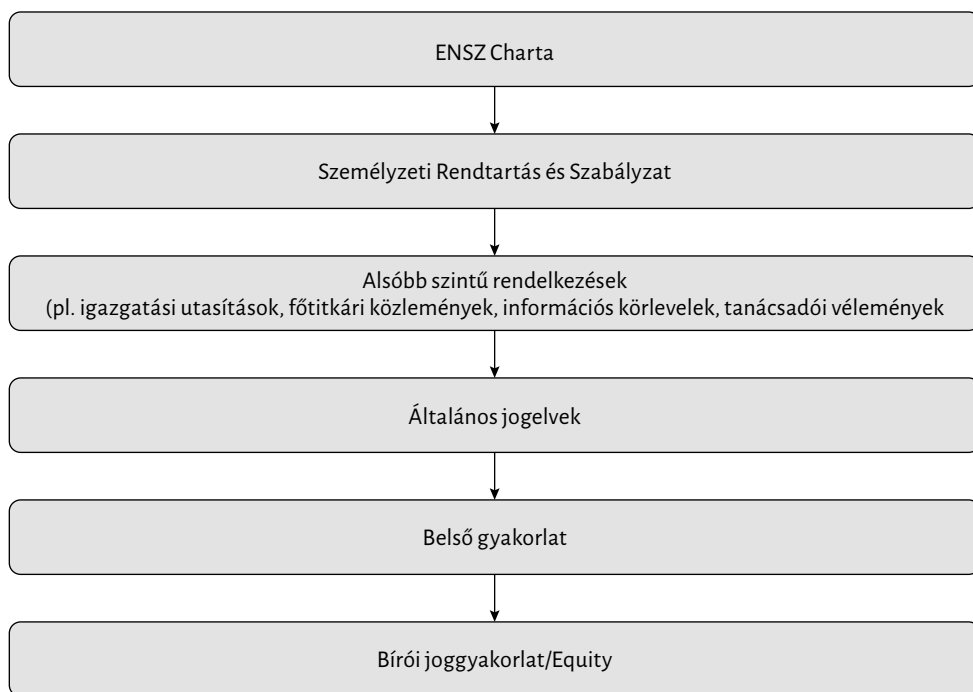 ENSZ Charta
Személyzeti Rendtartás és Szabályzat
Alsóbb szintű rendelkezések
(pl. igazgatási utasítások, főtitkári közlemények, információs körlevelek, tanácsadói vélemények
Általános jogelvek
Belső gyakorlat
Bírói joggyakorlat/Equity